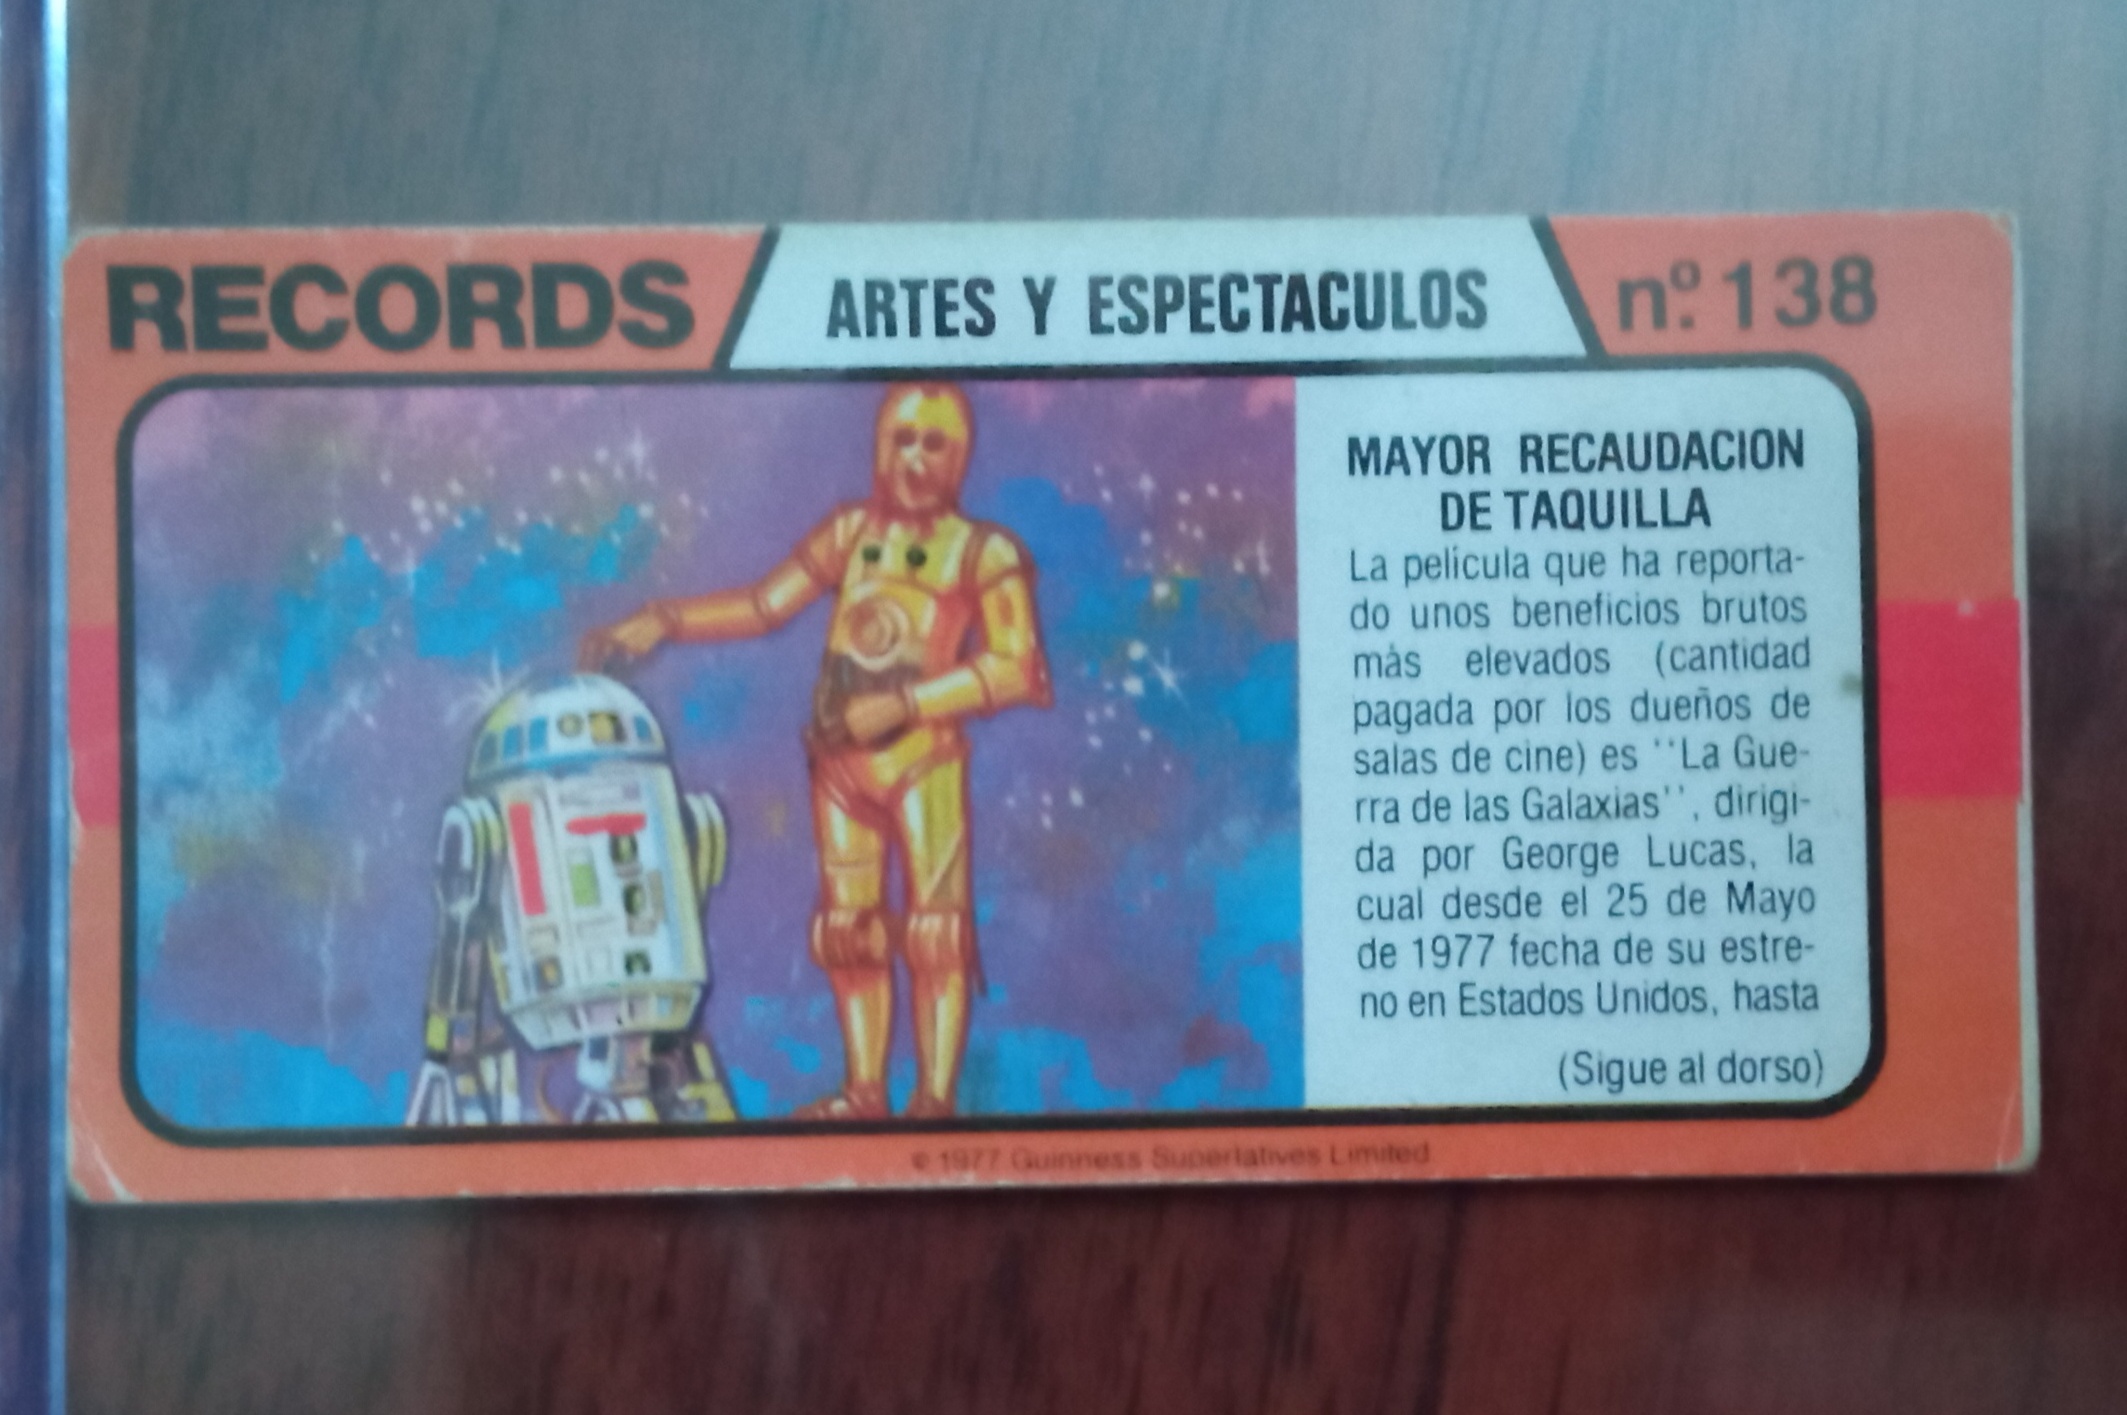 RECORDS
ARTES Y ESPECTACULOS
nº. 138
MAYOR RECAUDACION
DE TAQUILLA
La película que ha reporta-
do unos beneficios brutos
más elevados (cantidad
pagada por los dueños de
salas de cine) es "La Gue-
rra de las Galaxias", dirigi-
da por George Lucas, la
cual desde el 25 de Mayo
de 1977 fecha de su estre-
no en Estados Unidos, hasta
(Sigue al dorso)
© 1977 Guinness Superlatives Limited